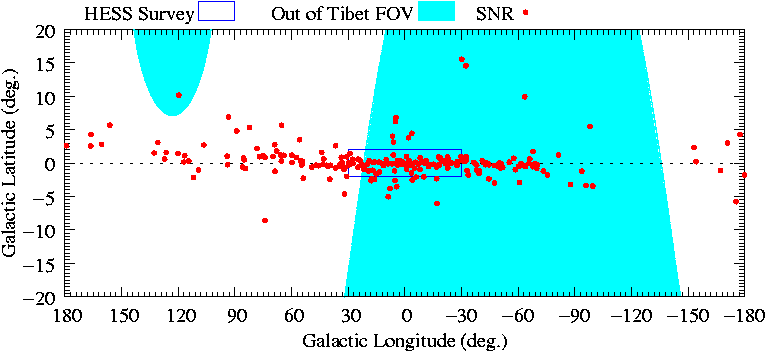 HESS Survey Out of Tibet FOV SNR
20
15
10
5
0
−5
−10
−15
−20
Galactic Latitude (deg.)
180 150 120 90 60 30 0 −30 −60 −90 −120 −150 −180
Galactic Longitude (deg.)